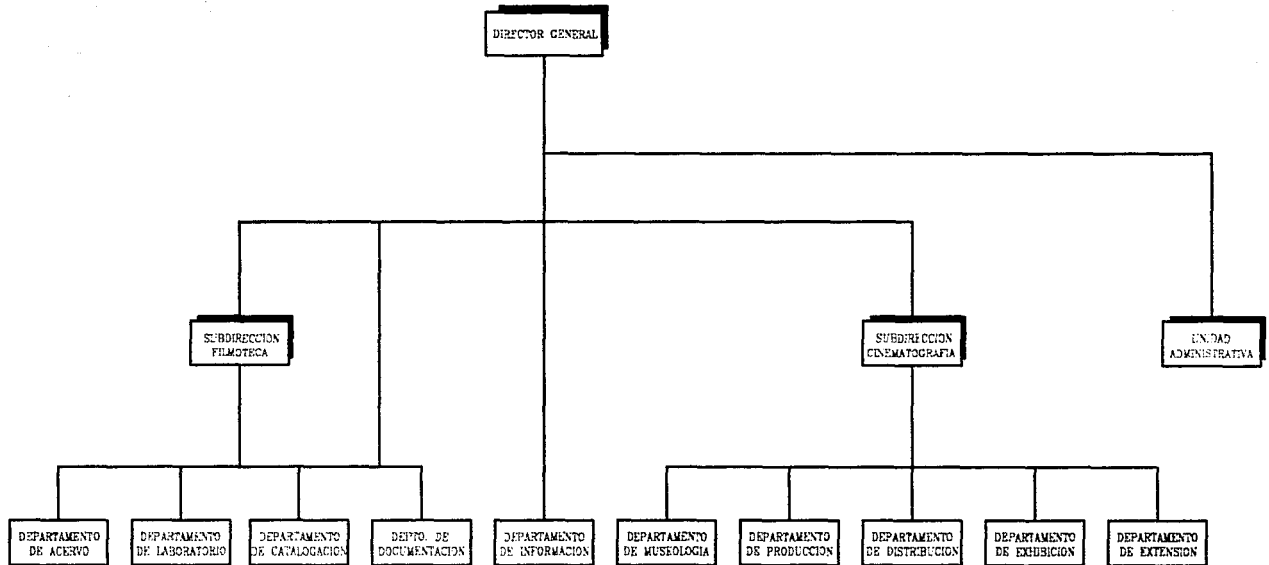 DIRECTOR GENERAL
SUBDIRECCION
FILMOTECA
SUBDIRECCION
CINEMATOGRAFIA
UNIDAD
ADMINISTRATIVA
DEPARTAMENTO
DE ACERVO
DEPARTAMENTO
DE LABORATORIO
DEPARTAMENTO
DE CATALOGACION
DEPTO. DE
DOCUMENTACION
DEPARTAMENTO
DE INFORMACION
DEPARTAMENTO
DE MUSEOLOGIA
DEPARTAMENTO
DE PRODUCCION
DEPARTAMENTO
DE DISTRIBUCION
DEPARTAMENTO
DE EXHIBICION
DEPARTAMENTO
DE EXTENSION